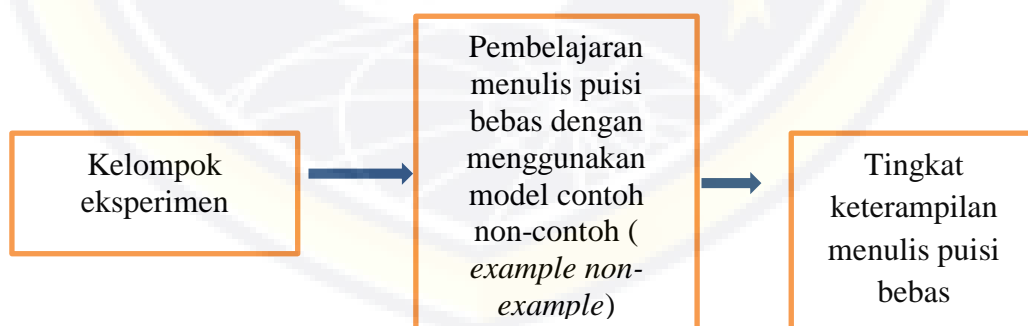 Kelompok
eksperimen
Pembelajaran
menulis puisi
bebas dengan
menggunakan
model contoh
non-contoh (
example non-
example)
Tingkat
keterampilan
menulis puisi
bebas